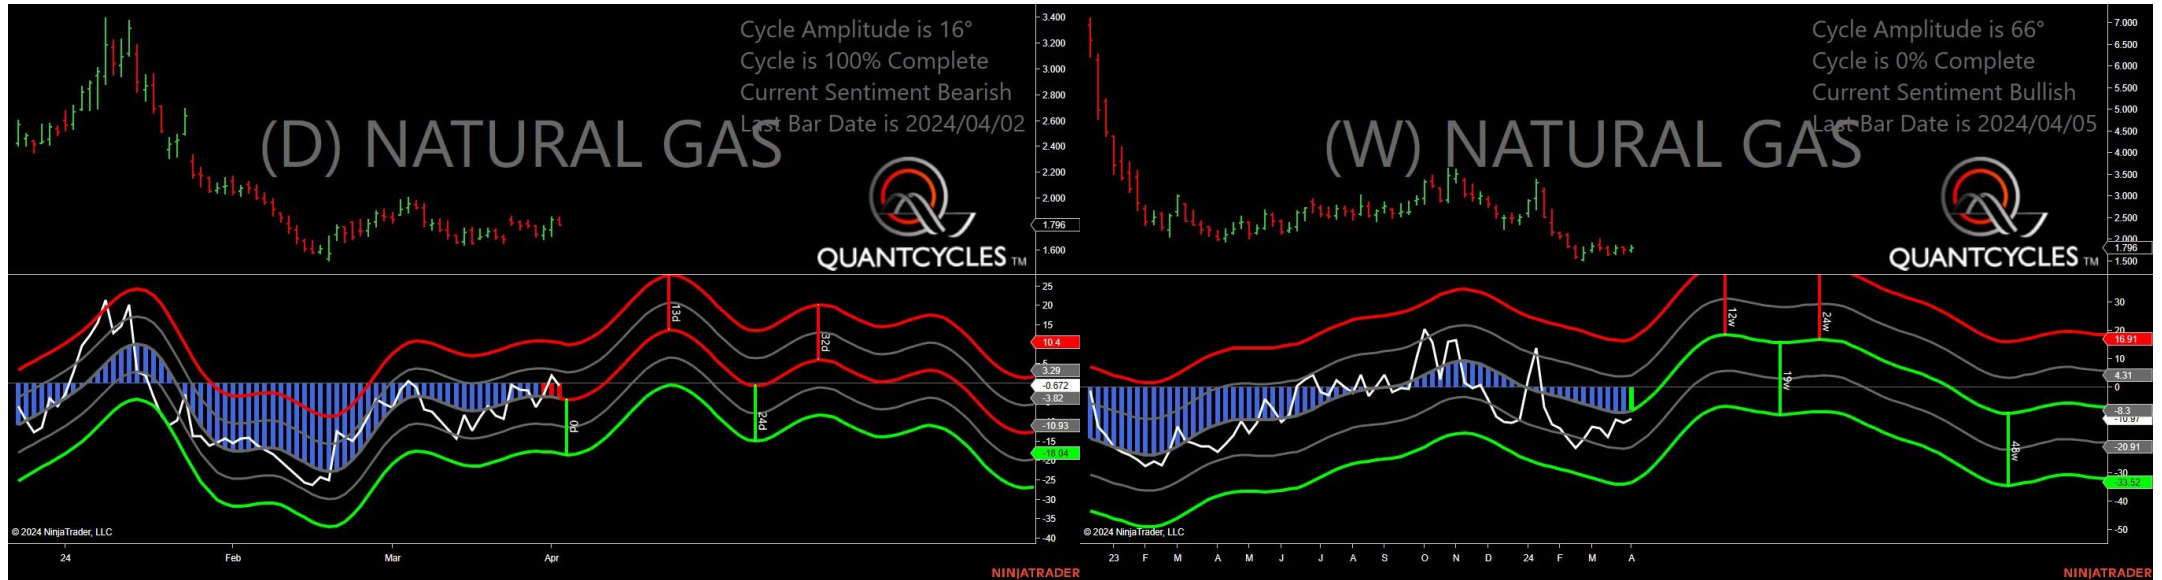 Cycle Amplitude is 16°
Cycle is 100% Complete
Current Sentiment Bearish
Last Bar Date is 2024/04/02
(D) NATURAL GAS
QUANTCYCLES TM
3.400
3.200
3.000
2.800
2.600
2.400
2.200
2.000
1.796
1.600
13d
32d
0d
24d
25
20
15
10.4
5
3.29
-0.672
-3.82
-10.93
-15
-18.04
-20
-25
-30
-35
-40
© 2024 NinjaTrader, LLC
24 Feb Mar Apr
NINJATRADER
Cycle Amplitude is 66°
Cycle is 0% Complete
Current Sentiment Bullish
Last Bar Date is 2024/04/05
(W) NATURAL GAS
QUANTCYCLES TM
7.000
6.500
6.000
5.500
5.000
4.500
4.000
3.500
3.000
2.500
2.000
1.796
1.500
12w
24w
19w
48w
30
20
16.91
10
4.31
0
-8.3
-10.97
-20.91
-30
-33.52
-40
-50
© 2024 NinjaTrader, LLC
23 F M A M J J A S O N D 24 F M A
NINJATRADER